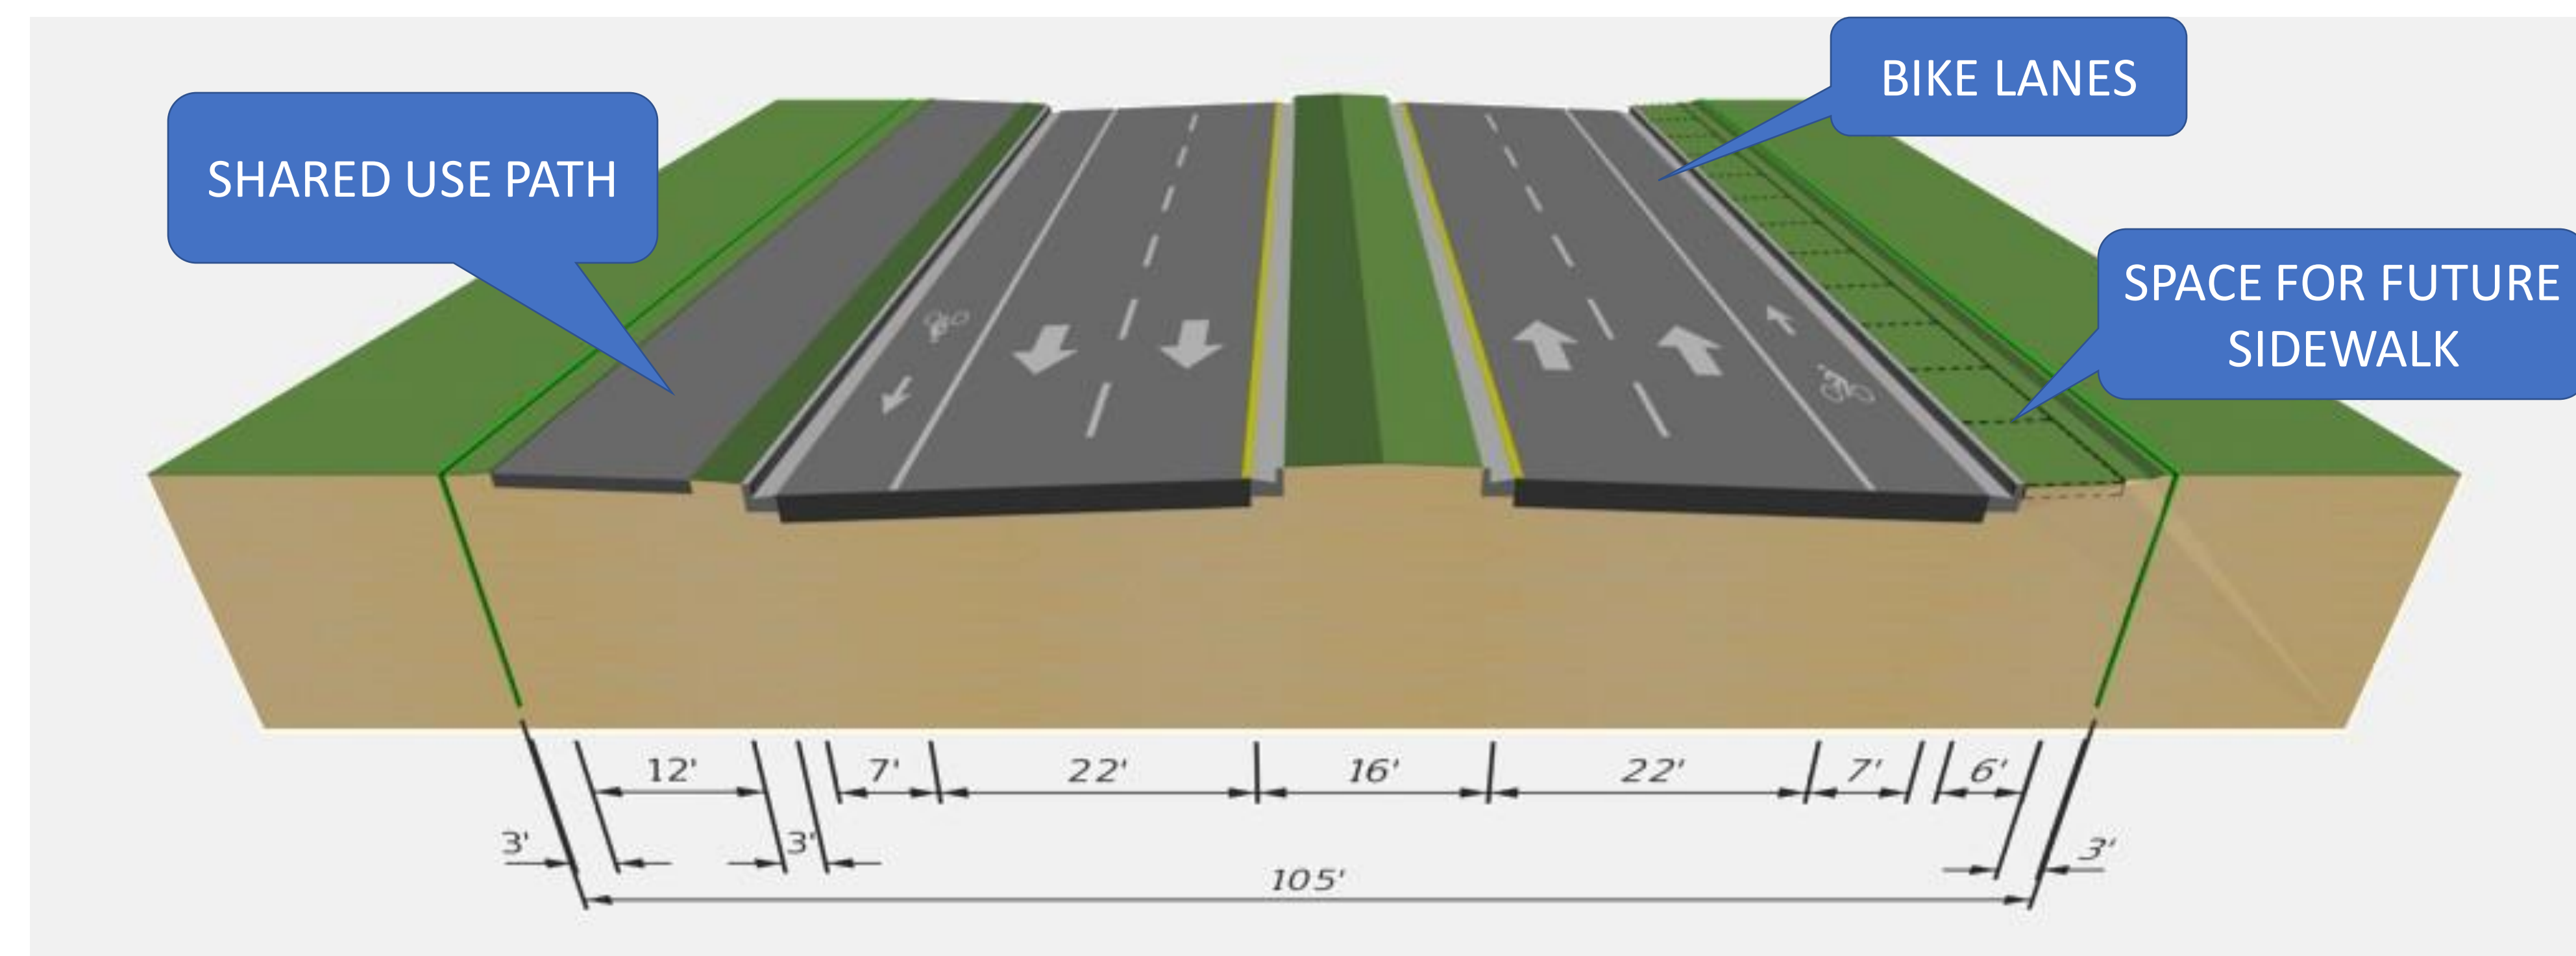 BIKE LANES
SHARED USE PATH
SPACE FOR FUTURE
SIDEWALK
12'
7'
22'
16'
22'
7'
6'
3'
3'
3'
105'